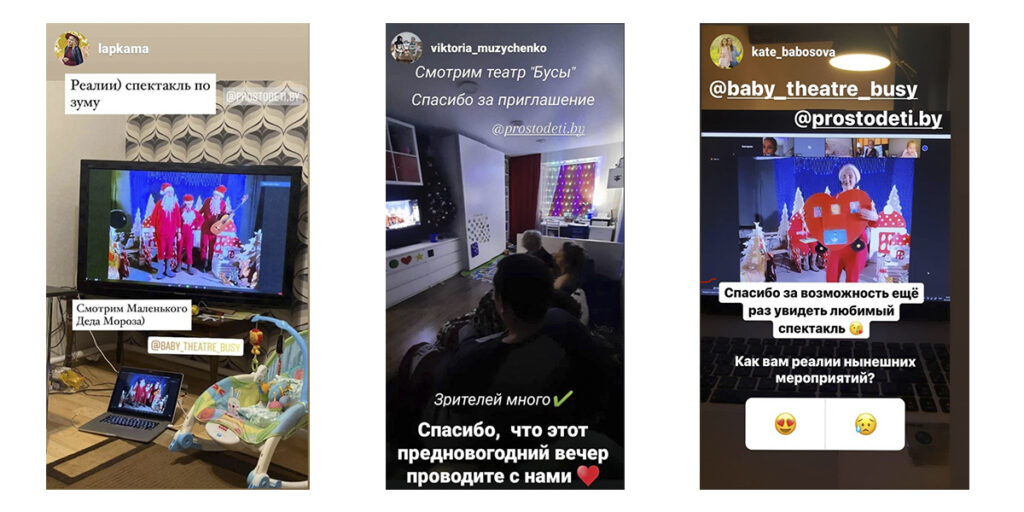 lapkama
Реалии) спектакль по
зуму
@PROSTODETI.BY
Смотрим Маленького
Деда Мороза)
@BABY_THEATRE_BUSY
viktoria_muzychenko
Смотрим театр "Бусы"
Спасибо за приглашение
@prostodeti.by
Зрителей много
Спасибо, что этот
предновогодний вечер
проводите с нами
kate_babosova
@baby_theatre_busy
@prostodeti.by
Спасибо за возможность ещё
раз увидеть любимый
спектакль
Как вам реалии нынешних
мероприятий?